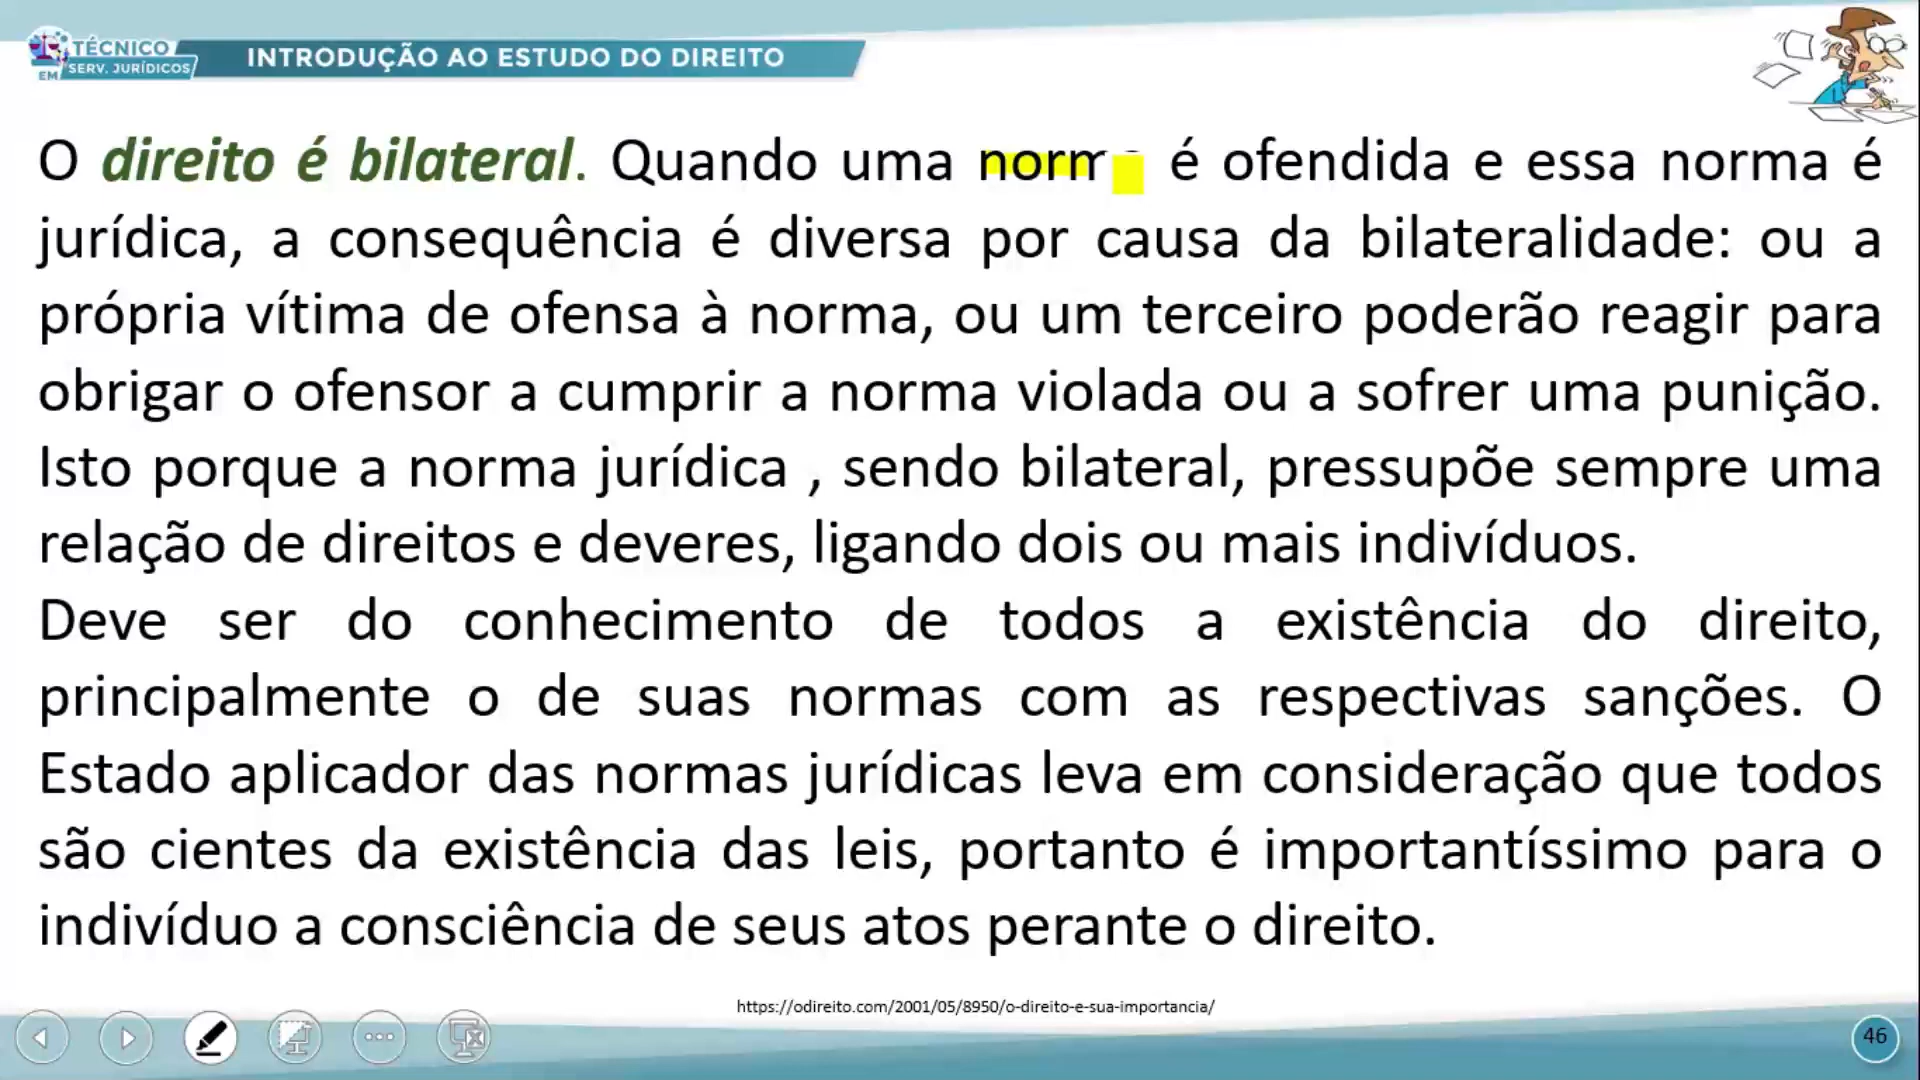 TÉCNICO
EM SERV. JURÍDICOS
INTRODUÇÃO AO ESTUDO DO DIREITO
O direito é bilateral. Quando uma norma é ofendida e essa norma é
jurídica, a consequência é diversa por causa da bilateralidade: ou a
própria vítima de ofensa à norma, ou um terceiro poderão reagir para
obrigar o ofensor a cumprir a norma violada ou a sofrer uma punição.
Isto porque a norma jurídica , sendo bilateral, pressupõe sempre uma
relação de direitos e deveres, ligando dois ou mais indivíduos.
Deve ser do conhecimento de todos a existência do direito,
principalmente o de suas normas com as respectivas sanções. O
Estado aplicador das normas jurídicas leva em consideração que todos
são cientes da existência das leis, portanto é importantíssimo para o
indivíduo a consciência de seus atos perante o direito.
https://odireito.com/2001/05/8950/o-direito-e-sua-importancia/
46